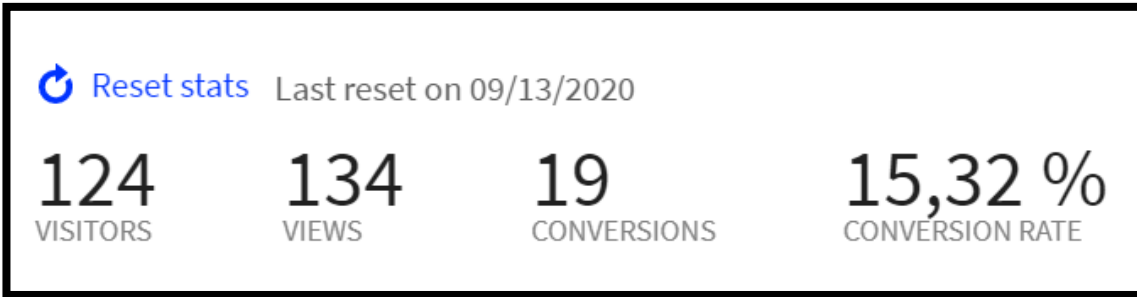 Reset stats Last reset on 09/13/2020
124 134 19 15,32 %
VISITORS VIEWS CONVERSIONS CONVERSION RATE